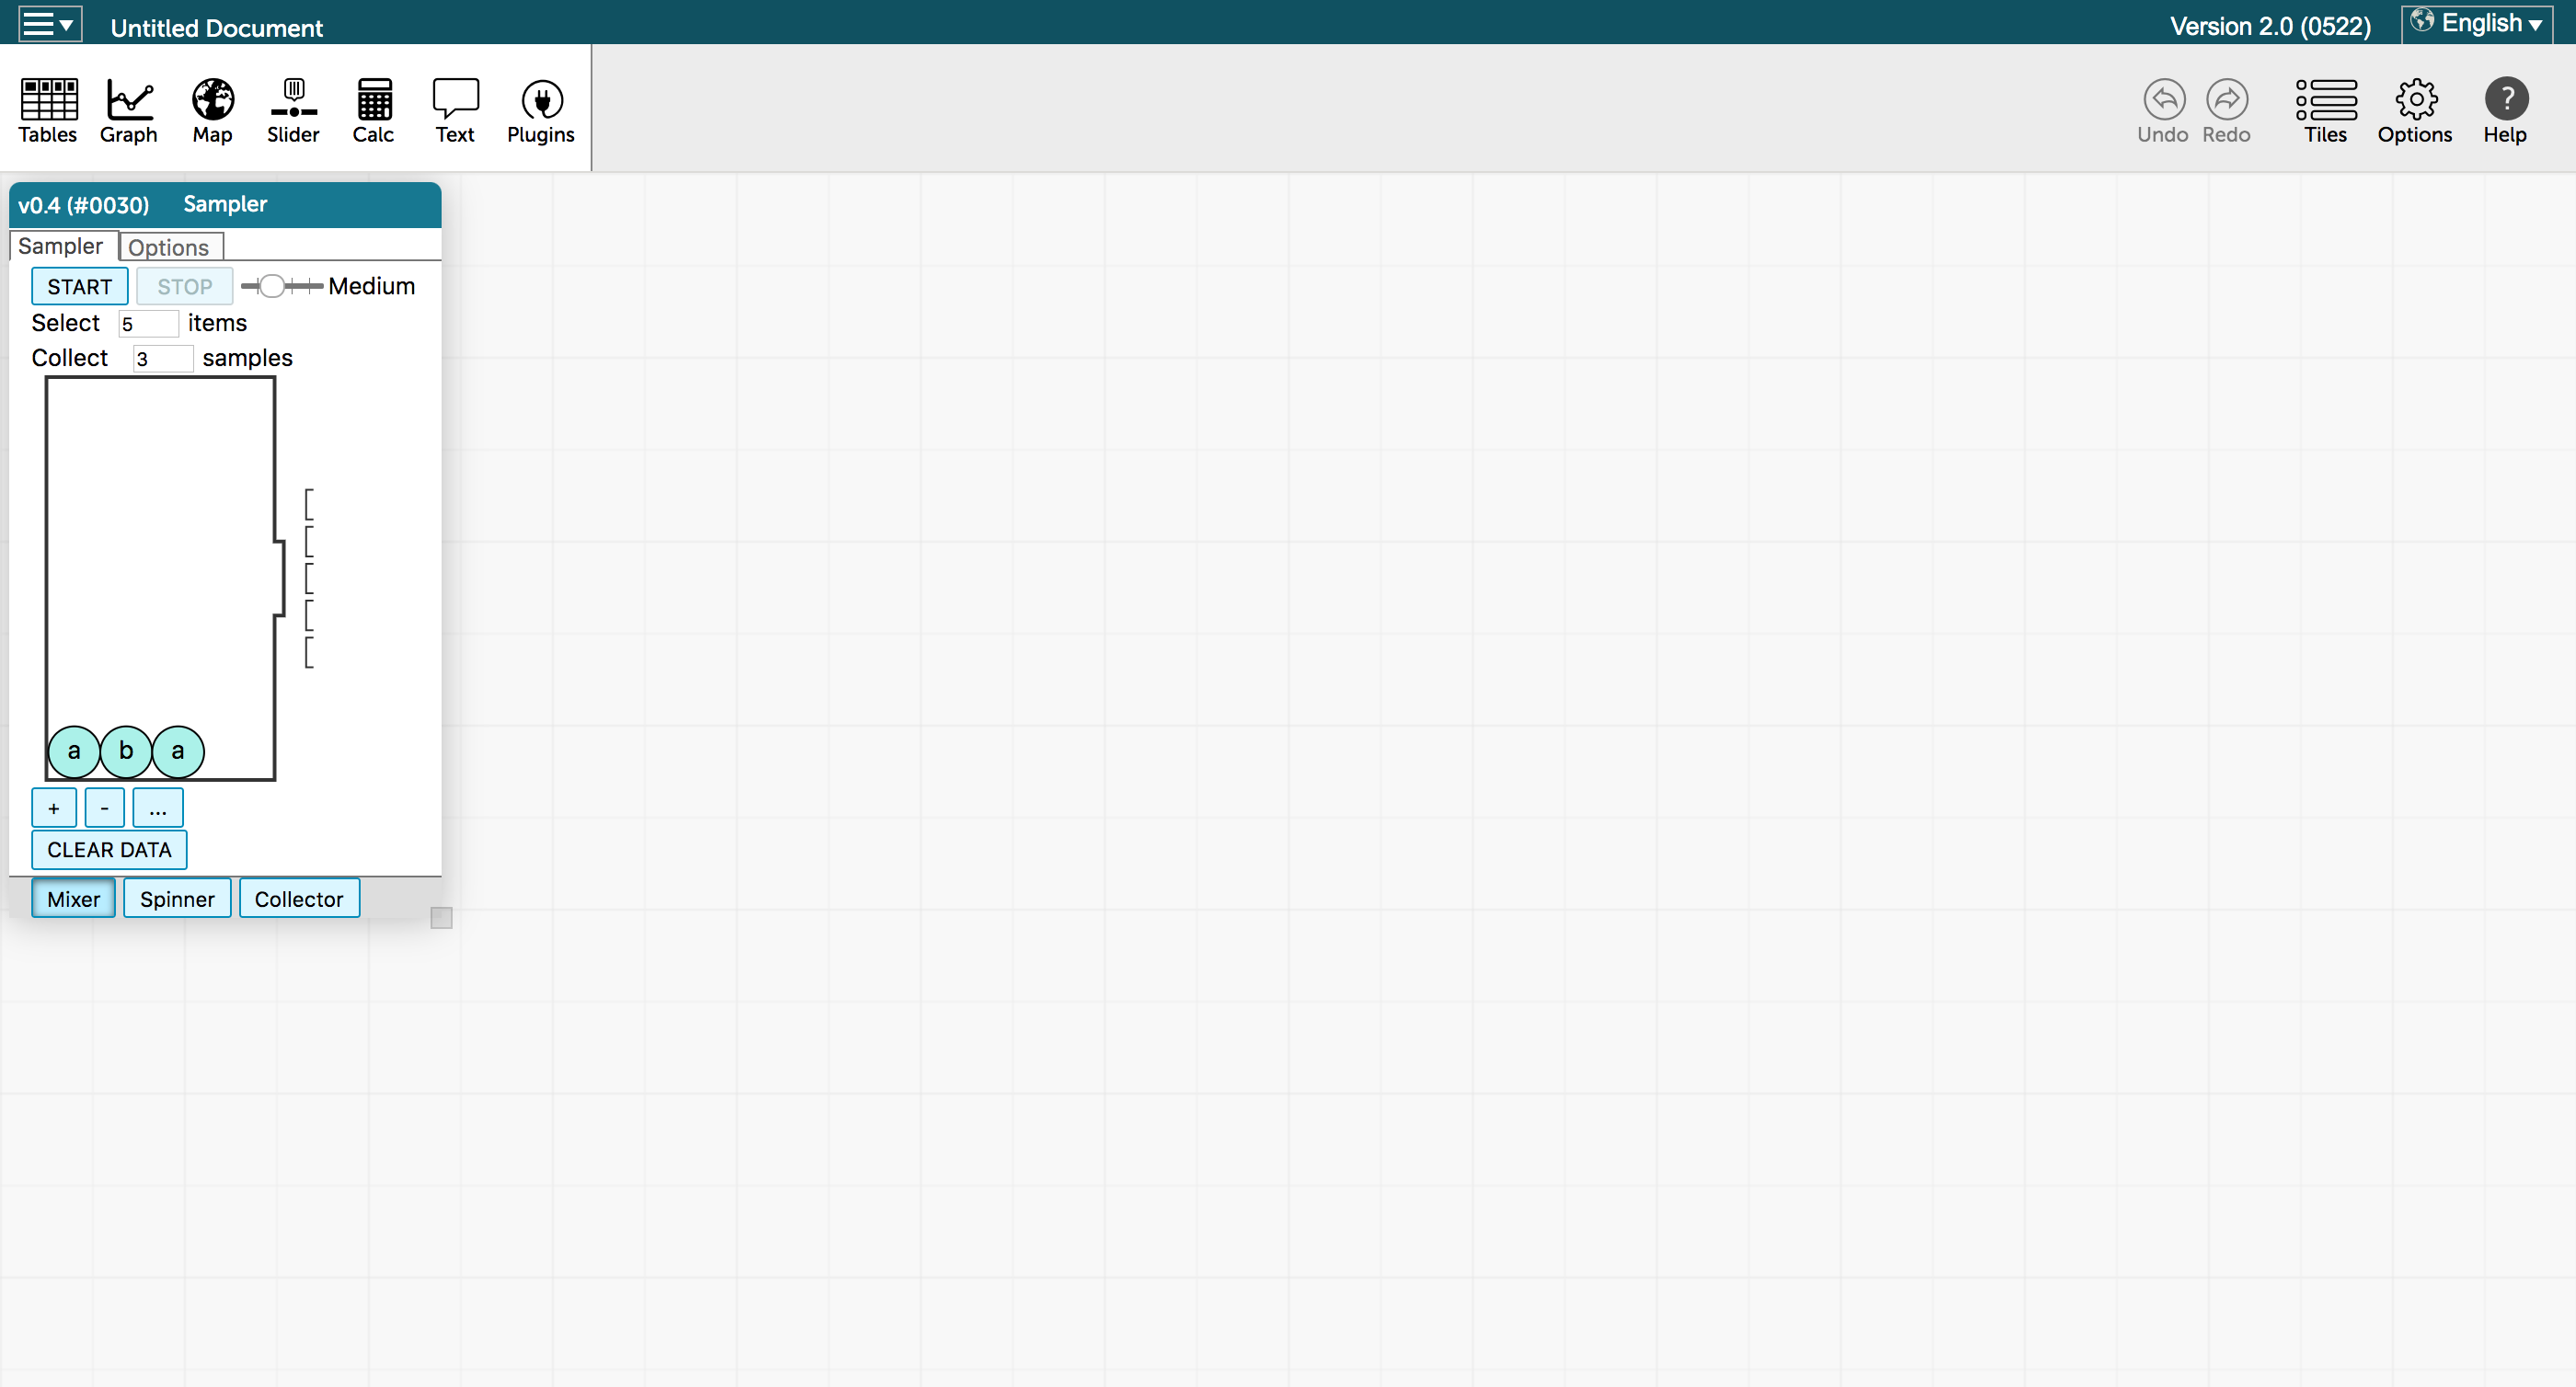 Untitled Document
Version 2.0 (0522)
English
Tables Graph Map Slider Calc Text Plugins
Undo Redo Tiles Options ? Help
v0.4 (#0030) Sampler
Sampler Options
START STOP Medium
Select 5 items
Collect 3 samples
a b a
+ - ...
CLEAR DATA
Mixer Spinner Collector